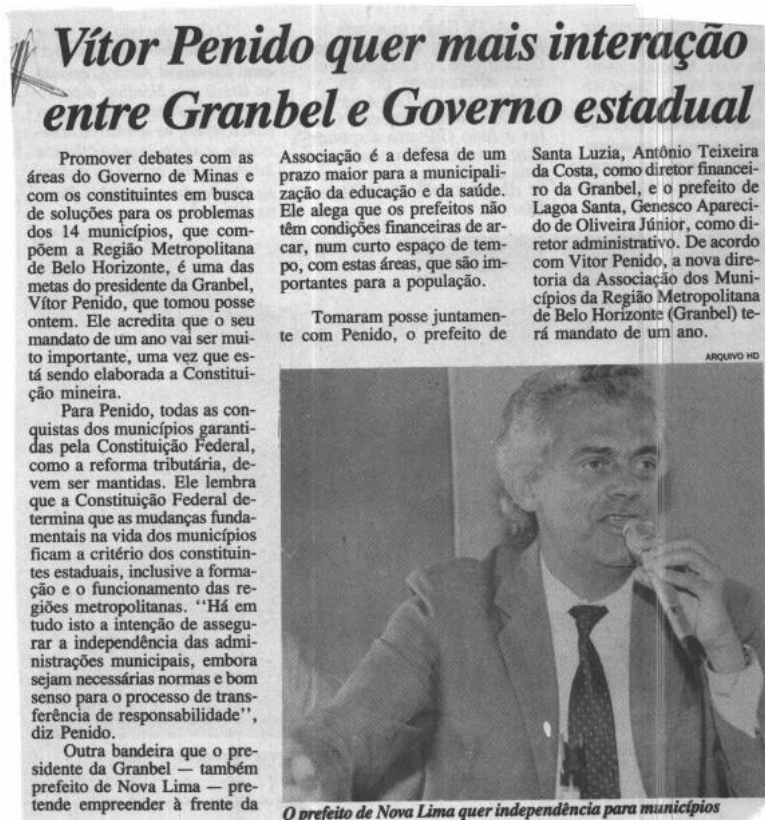 Vítor Penido quer mais interação
entre Granbel e Governo estadual
Promover debates com as
áreas do Governo de Minas e
com os constituintes em busca
de soluções para os problemas
dos 14 municípios, que com-
põem a Região Metropolitana
de Belo Horizonte, é uma das
metas do presidente da Granbel,
Vítor Penido, que tomou posse
ontem. Ele acredita que o seu
mandato de um ano vai ser mui-
to importante, uma vez que es-
tá sendo elaborada a Constitui-
ção mineira.
Para Penido, todas as con-
quistas dos municípios garanti-
das pela Constituição Federal,
como a reforma tributária, de-
vem ser mantidas. Ele lembra
que a Constituição Federal de-
termina que as mudanças funda-
mentais na vida dos municípios
ficam a critério dos constituin-
tes estaduais, inclusive a forma-
ção e o funcionamento das re-
giões metropolitanas. “Há em
tudo isto a intenção de assegu-
rar a independência das admi-
nistrações municipais, embora
sejam necessárias normas e bom
senso para o processo de trans-
ferência de responsabilidade”,
diz Penido.
Outra bandeira que o pre-
sidente da Granbel — também
prefeito de Nova Lima — pre-
tende empreender à frente da
Associação é a defesa de um
prazo maior para a municipali-
zação da educação e da saúde.
Ele alega que os prefeitos não
têm condições financeiras de ar-
car, num curto espaço de tem-
po, com estas áreas, que são im-
portantes para a população.
Tomaram posse juntamen-
te com Penido, o prefeito de
Santa Luzia, Antônio Teixeira
da Costa, como diretor financei-
ro da Granbel, e o prefeito de
Lagoa Santa, Genesco Apareci-
do de Oliveira Júnior, como di-
retor administrativo. De acordo
com Vitor Penido, a nova dire-
toria da Associação dos Muni-
cípios da Região Metropolitana
de Belo Horizonte (Granbel) te-
rá mandato de um ano.
ARQUIVO HD
O prefeito de Nova Lima quer independência para municípios